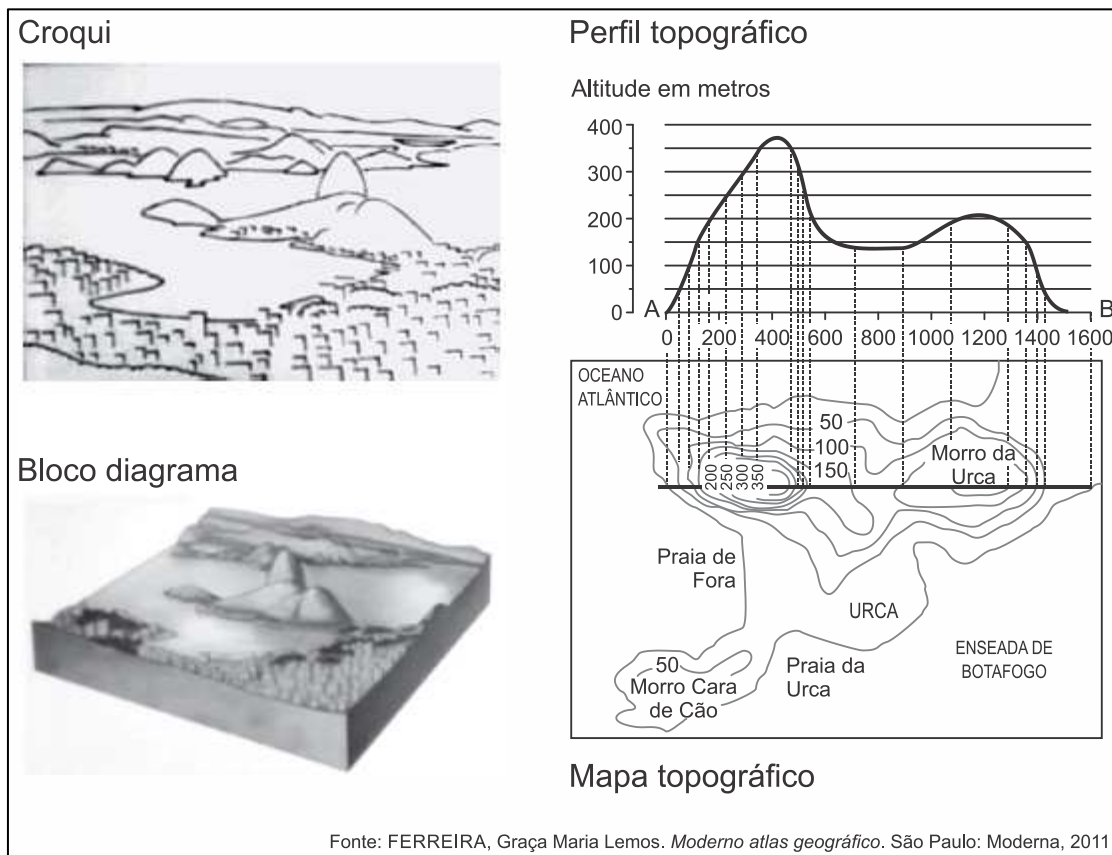 Croqui
Perfil topográfico
Altitude em metros
400
300
200
100
0
A
B
0 200 400 600 800 1000 1200 1400 1600
OCEANO
ATLÂNTICO
50
100
150
200
250
300
350
Morro da
Urca
Praia de
Fora
URCA
ENSEADA DE
BOTAFOGO
50
Morro Cara
de Cão
Praia da
Urca
Mapa topográfico
Bloco diagrama
Fonte: FERREIRA, Graça Maria Lemos. Moderno atlas geográfico. São Paulo: Moderna, 2011